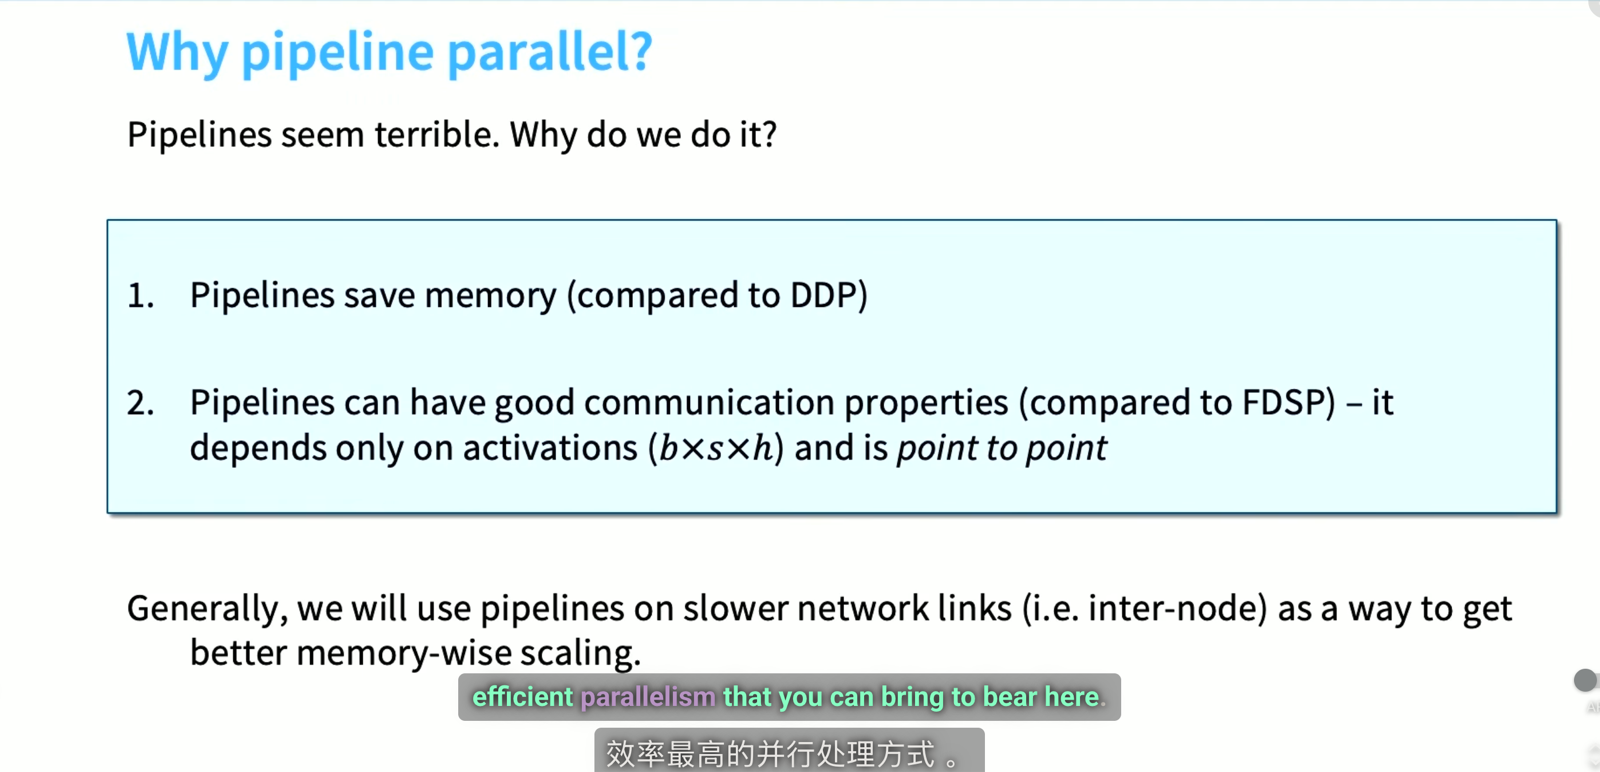 Why pipeline parallel?
Pipelines seem terrible. Why do we do it?
1. Pipelines save memory (compared to DDP)
2. Pipelines can have good communication properties (compared to FDSP) – it
depends only on activations (b×s×h) and is point to point
Generally, we will use pipelines on slower network links (i.e. inter-node) as a way to get
better memory-wise scaling.
efficient parallelism that you can bring to bear here.
效率最高的并行处理方式 。